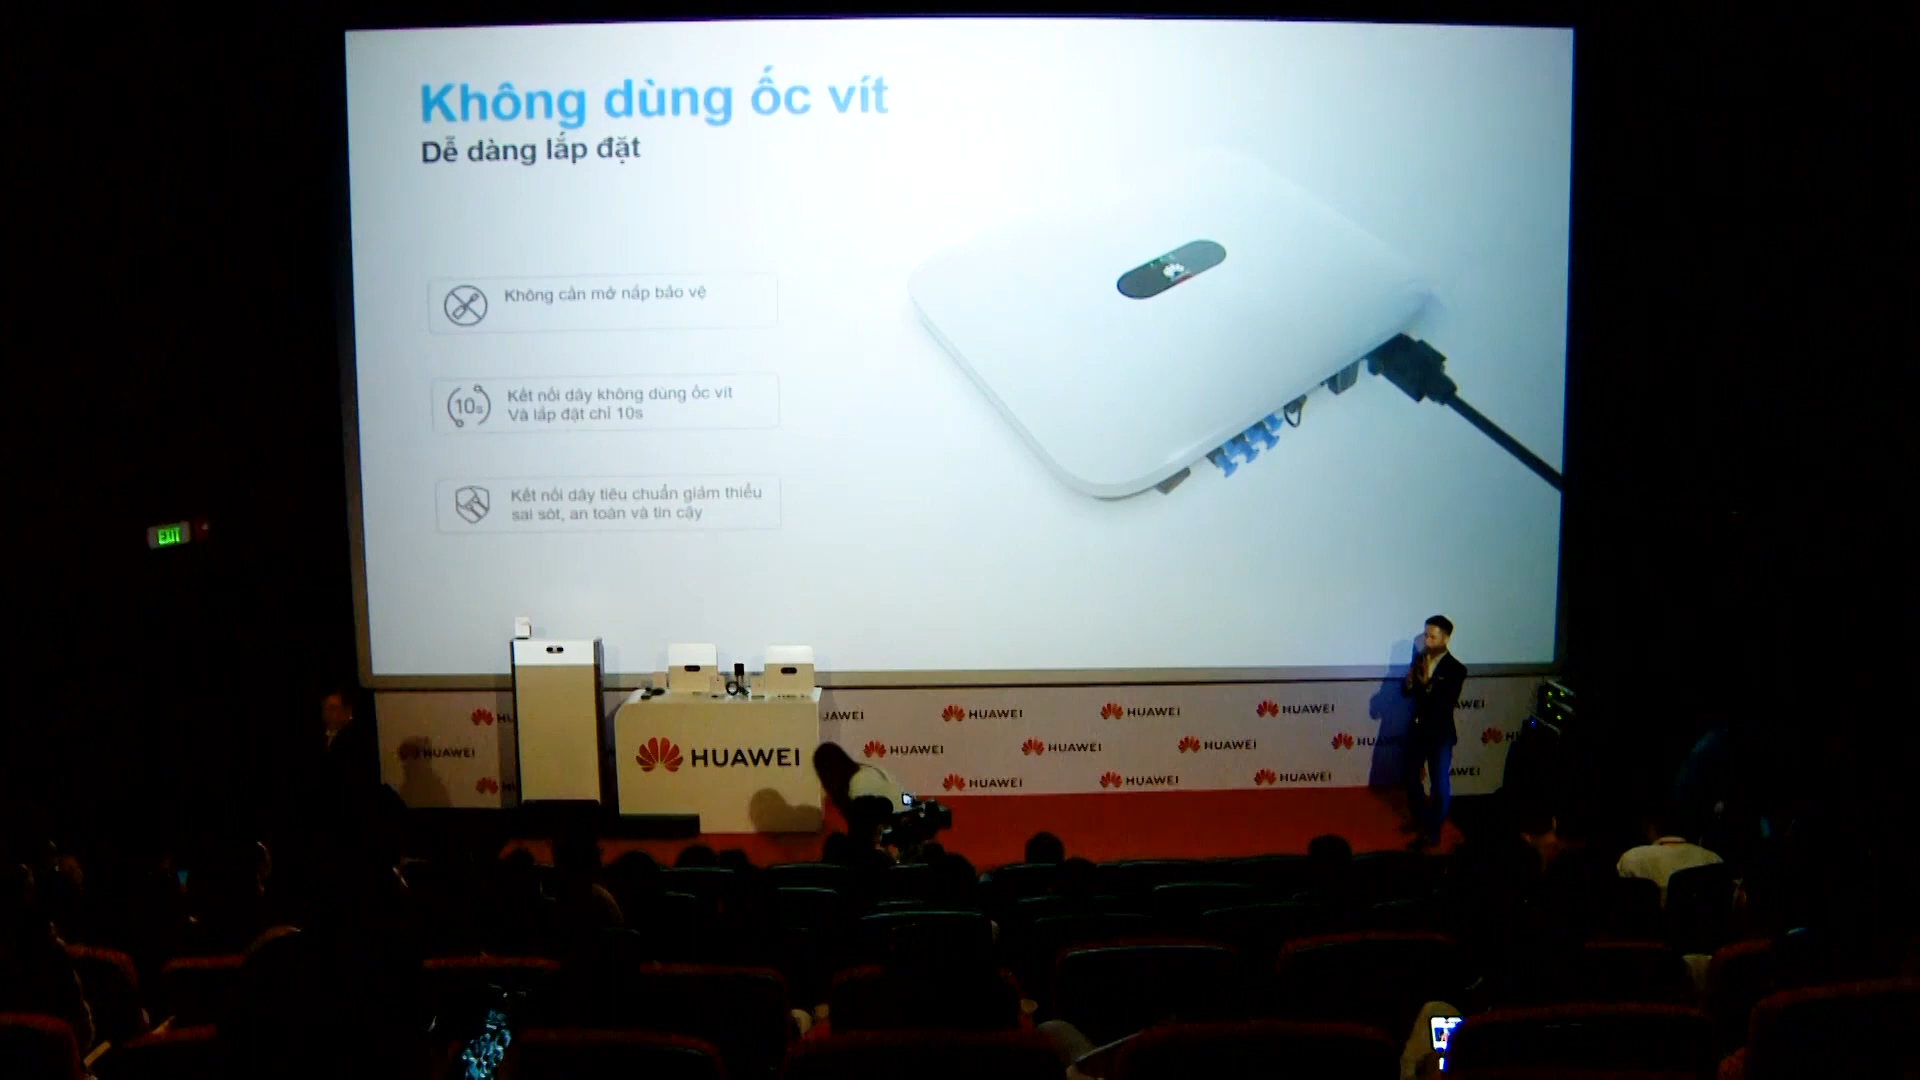 Không dùng ốc vít
Dễ dàng lắp đặt
Không cần mở nắp bảo vệ
10s
Kết nối dây không dùng ốc vít
Và lắp đặt chỉ 10s
Kết nối dây tiêu chuẩn giảm thiểu
sai sót, an toàn và tin cậy
EXIT
HUAWEI
HUAWEI
HUAWEI
HUAWEI
HUAWEI
HUAWEI
HUAWEI
HUAWEI
HUAWEI
HUAWEI
HUAWEI